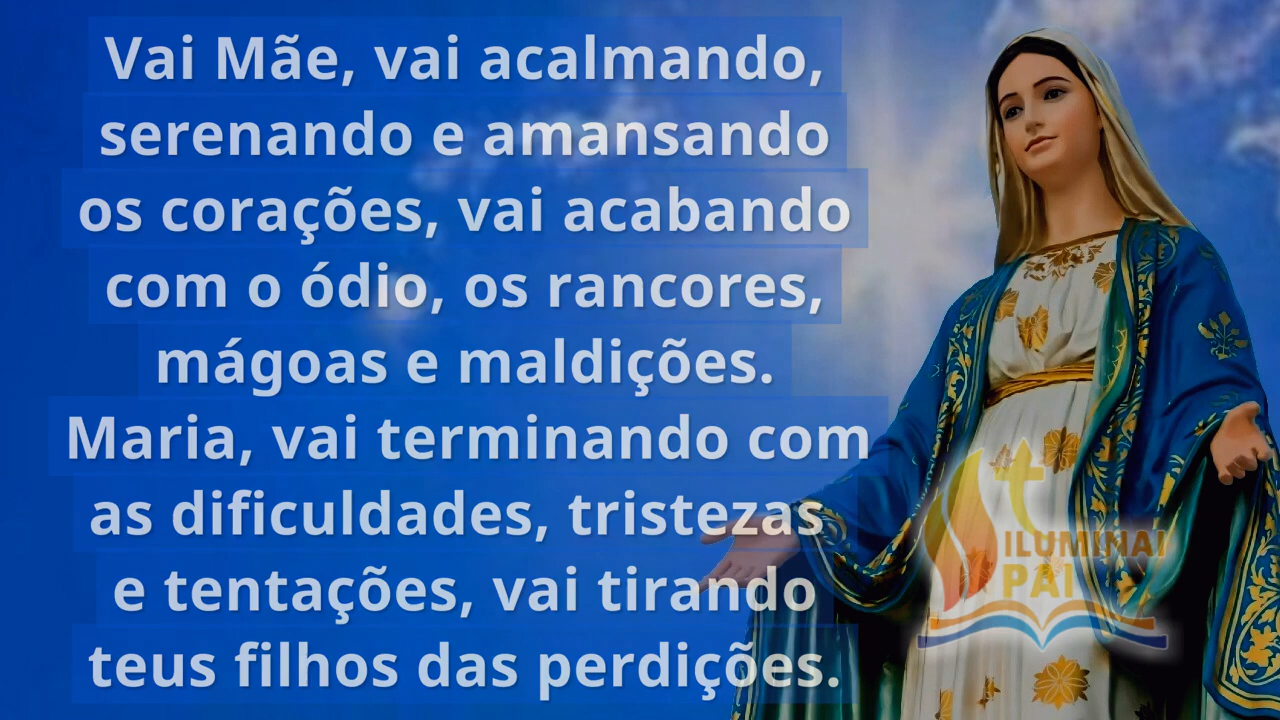 Vai Mãe, vai acalmando,
serenando e amansando
os corações, vai acabando
com o ódio, os rancores,
mágoas e maldições.
Maria, vai terminando com
as dificuldades, tristezas
e tentações, vai tirando
teus filhos das perdições.
ILUMINAI
PAI